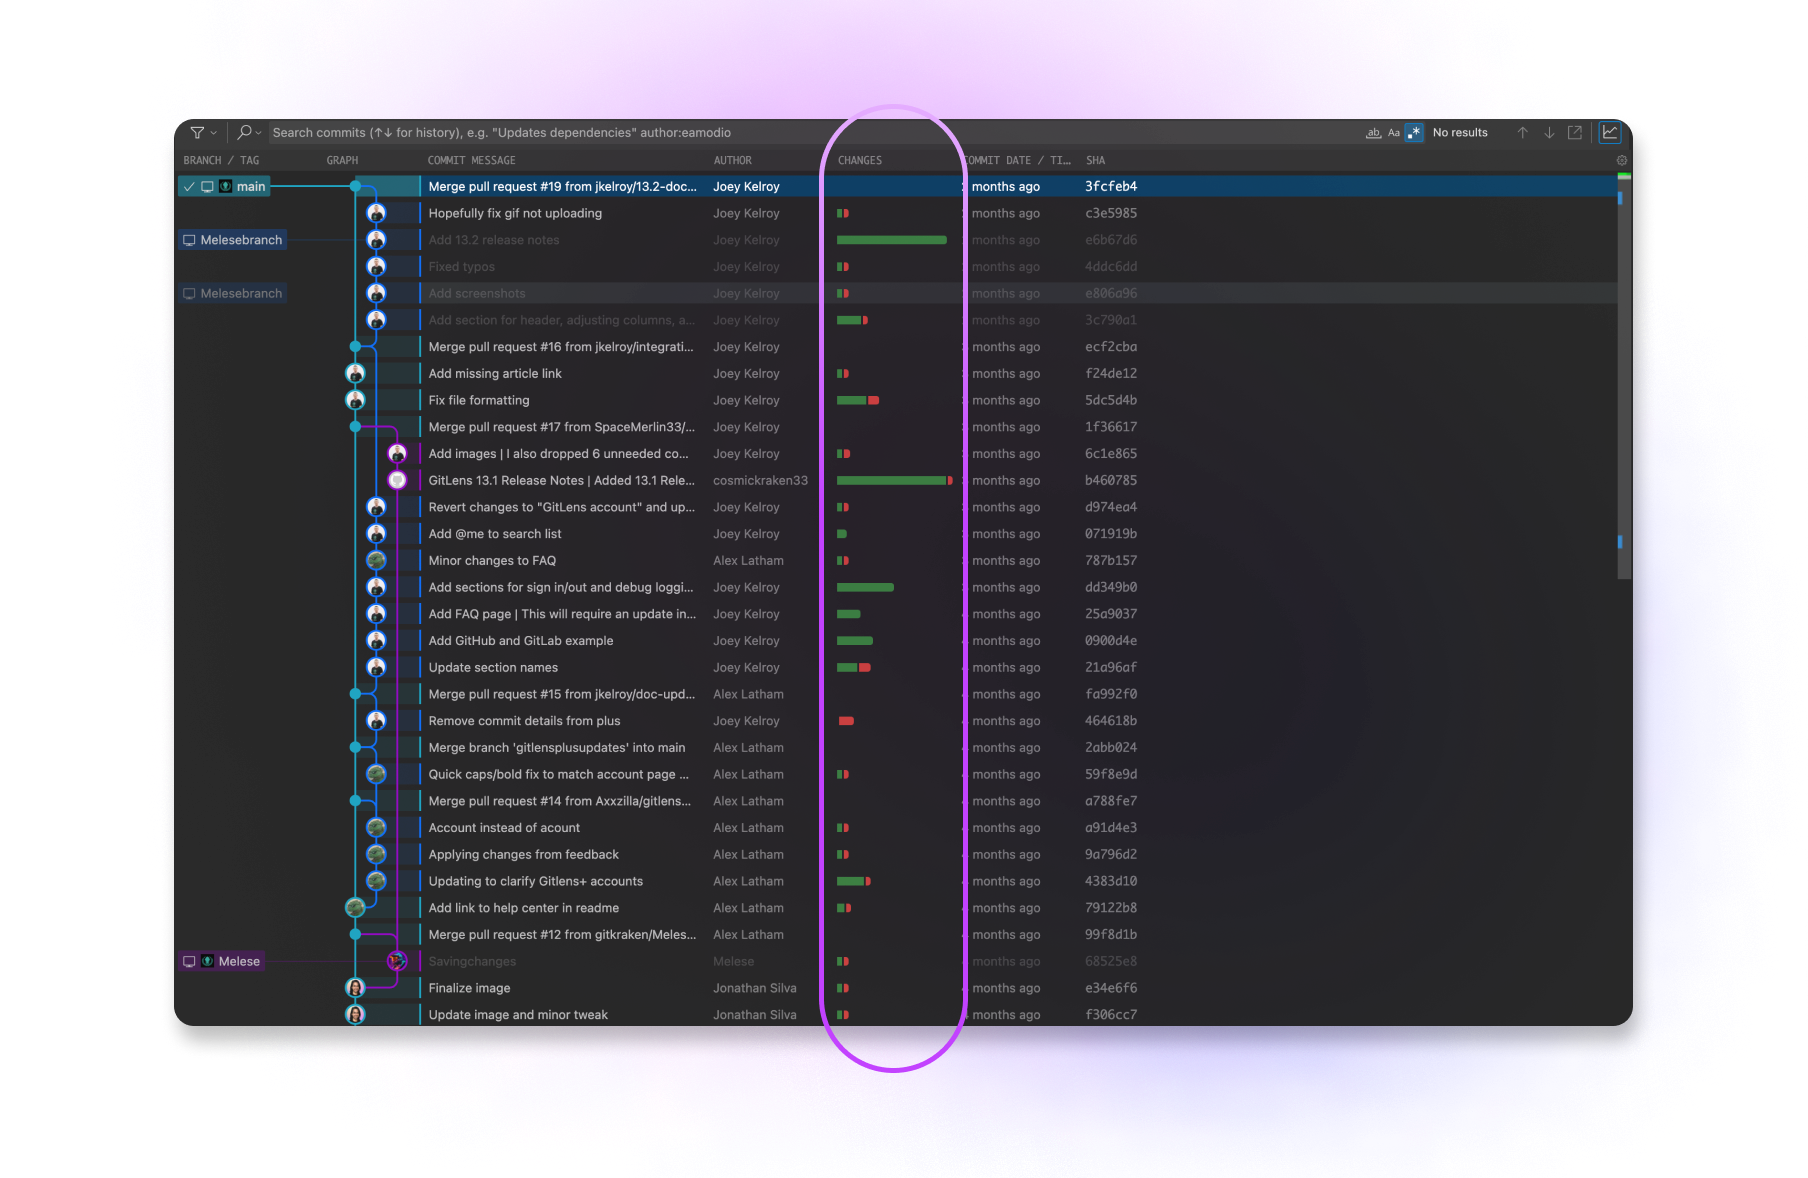 Search commits (↑↓ for history), e.g. "Updates dependencies" author:eamodio ab Aa .* No results
BRANCH / TAG GRAPH COMMIT MESSAGE AUTHOR CHANGES COMMIT DATE / TI... SHA
main Merge pull request #19 from jkelroy/13.2-doc... Joey Kelroy months ago 3fcfeb4
Hopefully fix gif not uploading Joey Kelroy months ago c3e5985
Melesebranch Add 13.2 release notes Joey Kelroy months ago e6b67d6
Fixed typos Joey Kelroy months ago 4ddc6dd
Melesebranch Add screenshots Joey Kelroy months ago e806a96
Add section for header, adjusting columns, a... Joey Kelroy months ago 3c790a1
Merge pull request #16 from jkelroy/integrati... Joey Kelroy months ago ecf2cba
Add missing article link Joey Kelroy months ago f24de12
Fix file formatting Joey Kelroy months ago 5dc5d4b
Merge pull request #17 from SpaceMerlin33/... Joey Kelroy months ago 1f36617
Add images | I also dropped 6 unneeded co... Joey Kelroy months ago 6c1e865
GitLens 13.1 Release Notes | Added 13.1 Rele... cosmickraken33 months ago b460785
Revert changes to "GitLens account" and up... Joey Kelroy months ago d974ea4
Add @me to search list Joey Kelroy months ago 071919b
Minor changes to FAQ Alex Latham months ago 787b157
Add sections for sign in/out and debug loggi... Joey Kelroy months ago dd349b0
Add FAQ page | This will require an update in... Joey Kelroy months ago 25a9037
Add GitHub and GitLab example Joey Kelroy months ago 0900d4e
Update section names Joey Kelroy months ago 21a96af
Merge pull request #15 from jkelroy/doc-upd... Alex Latham months ago fa992f0
Remove commit details from plus Joey Kelroy months ago 464618b
Merge branch 'gitlensplusupdates' into main Alex Latham months ago 2abb024
Quick caps/bold fix to match account page ... Alex Latham months ago 59f8e9d
Merge pull request #14 from Axxzilla/gitlens... Alex Latham months ago a788fe7
Account instead of acount Alex Latham months ago a91d4e3
Applying changes from feedback Alex Latham months ago 9a796d2
Updating to clarify Gitlens+ accounts Alex Latham months ago 4383d10
Add link to help center in readme Alex Latham months ago 79122b8
Merge pull request #12 from gitkraken/Meles... Alex Latham months ago 99f8d1b
Melese Savingchanges Melese months ago 68525e8
Finalize image Jonathan Silva months ago e34e6f6
Update image and minor tweak Jonathan Silva months ago f306cc7